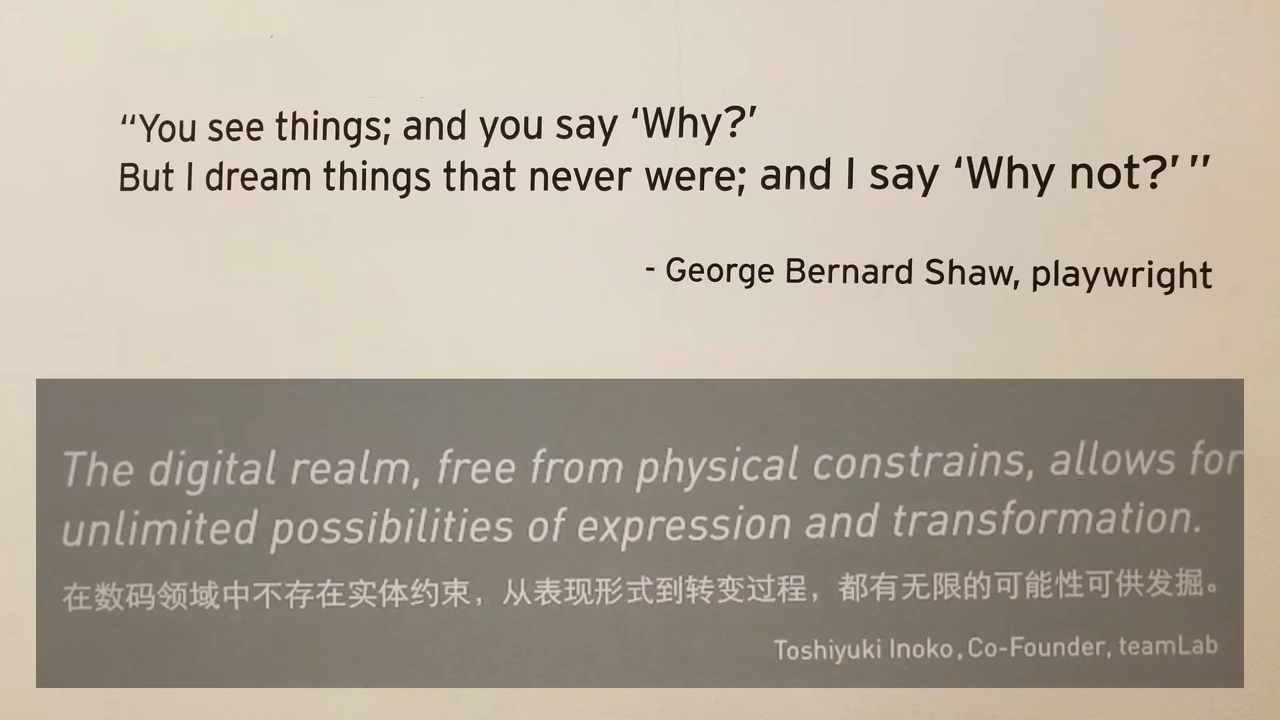 “You see things; and you say ‘Why?’
But I dream things that never were; and I say ‘Why not?’ ”
- George Bernard Shaw, playwright
The digital realm, free from physical constrains, allows for
unlimited possibilities of expression and transformation.
在数码领域中不存在实体约束，从表现形式到转变过程，都有无限的可能性可供发掘。
Toshiyuki Inoko, Co-Founder, teamLab